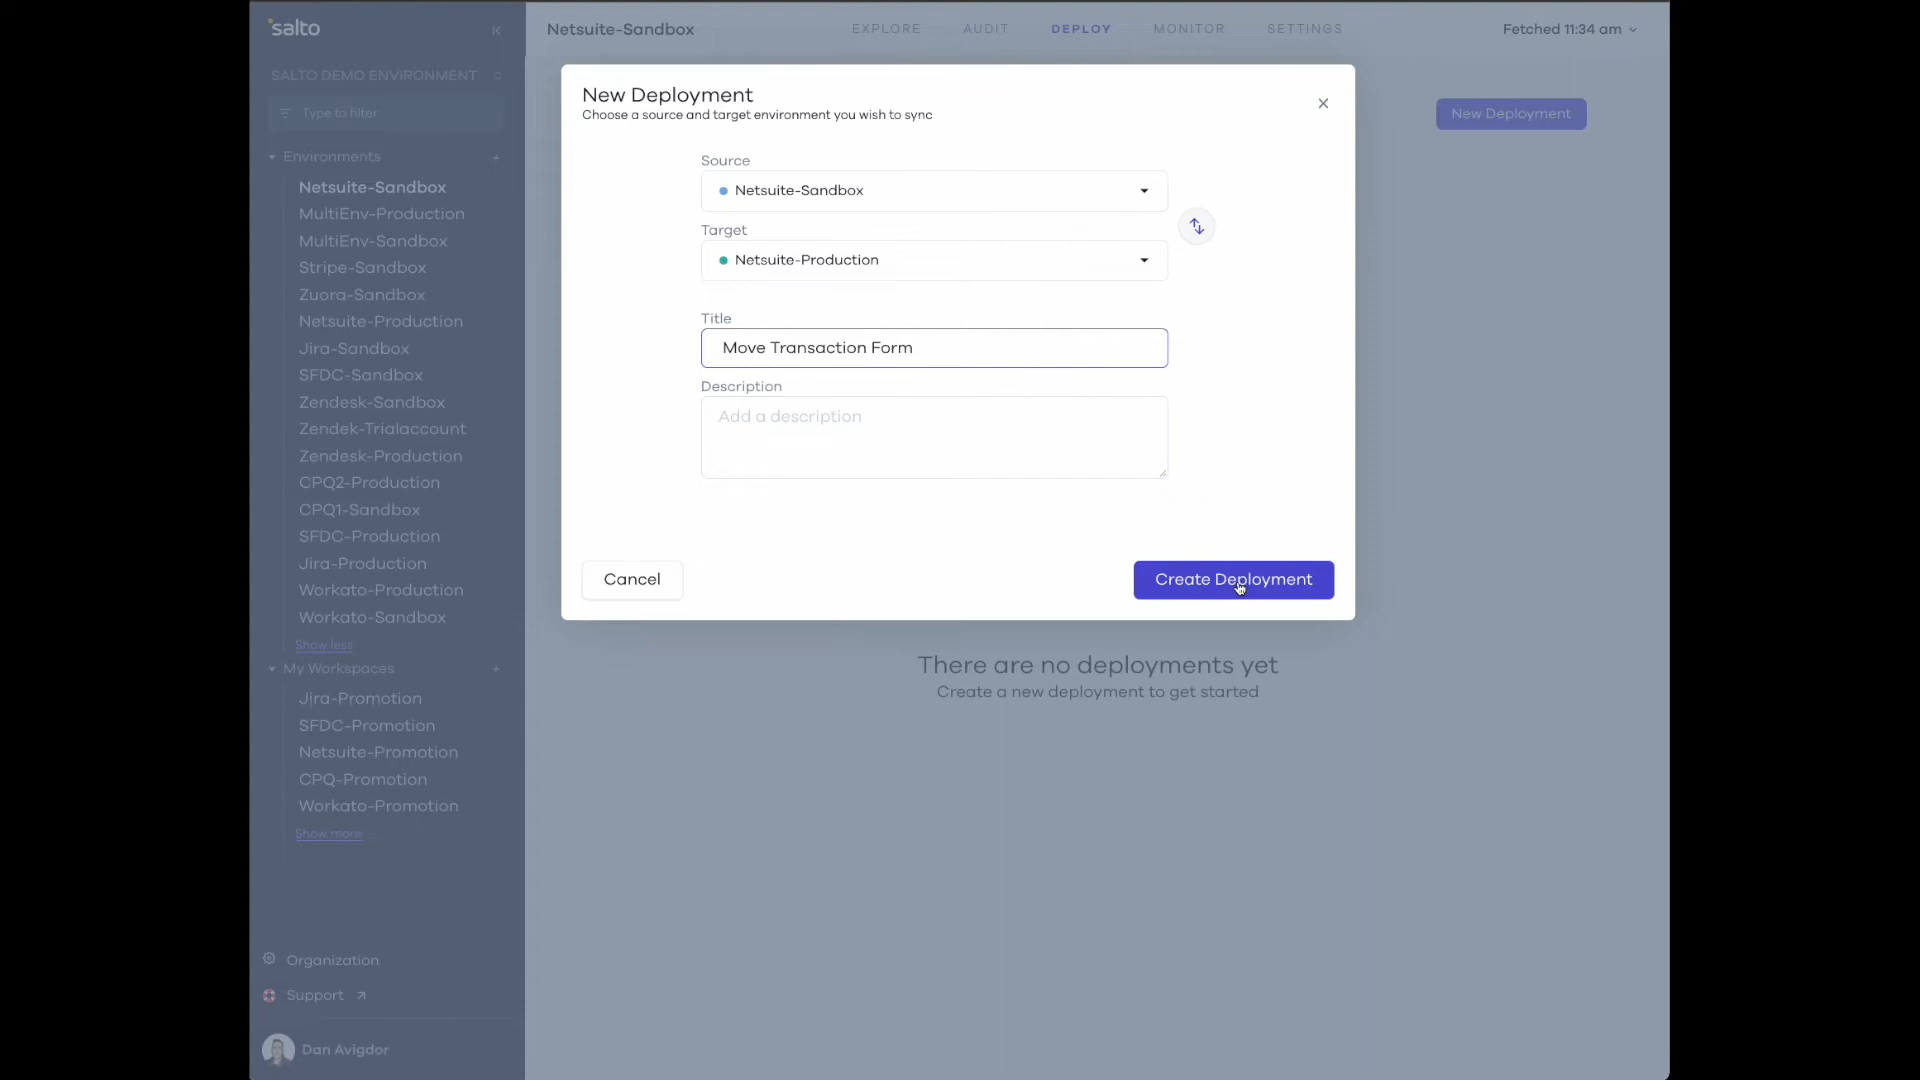 salto
SALTO DEMO ENVIRONMENT
Type to filter
Environments
Netsuite-Sandbox
MultiEnv-Production
MultiEnv-Sandbox
Stripe-Sandbox
Zuora-Sandbox
Netsuite-Production
Jira-Sandbox
SFDC-Sandbox
Zendesk-Sandbox
Zendek-Trialaccount
Zendesk-Production
CPQ2-Production
CPQ1-Sandbox
SFDC-Production
Jira-Production
Workato-Production
Workato-Sandbox
Show less
My Workspaces
Jira-Promotion
SFDC-Promotion
Netsuite-Promotion
CPQ-Promotion
Workato-Promotion
Show more
Organization
Support
Dan Avigdor
Netsuite-Sandbox
EXPLORE AUDIT DEPLOY MONITOR SETTINGS
Fetched 11:34 am
New Deployment
New Deployment
Choose a source and target environment you wish to sync
Source
Netsuite-Sandbox
Target
Netsuite-Production
Title
Move Transaction Form
Description
Add a description
Cancel
Create Deployment
There are no deployments yet
Create a new deployment to get started